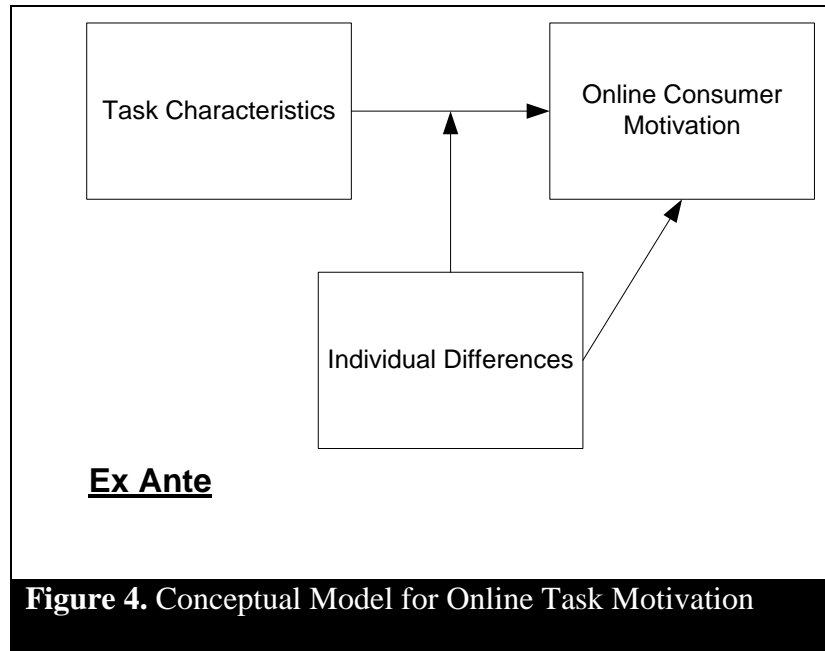 Task Characteristics
Online Consumer
Motivation
Individual Differences
Ex Ante
Figure 4. Conceptual Model for Online Task Motivation